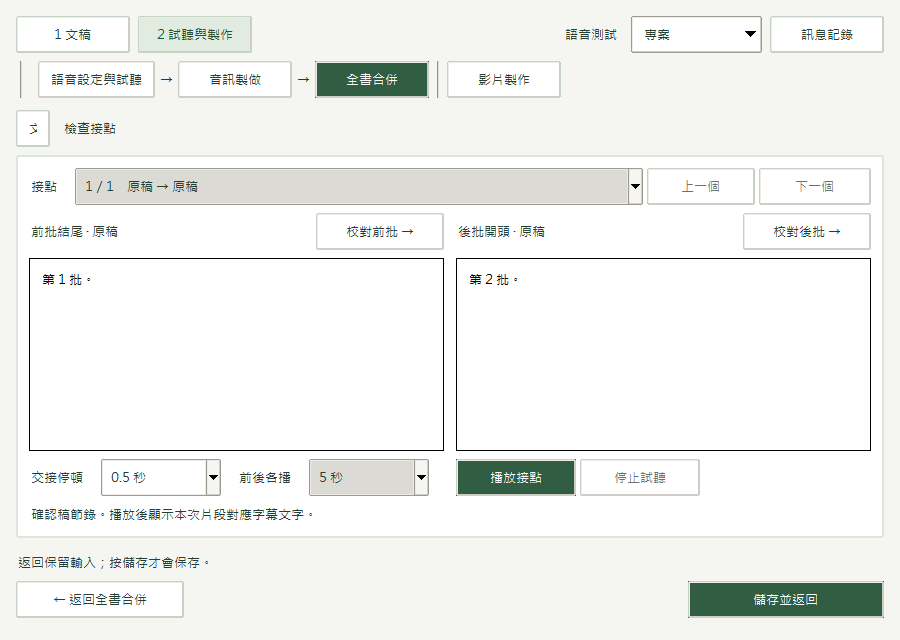 1 文稿
2 試聽與製作
語音測試
專案
訊息記錄
語音設定與試聽
→
音訊製做
→
全書合併
影片製作
檢查接點
接點
1 / 1 原稿 → 原稿
上一個
下一個
前批結尾 · 原稿
校對前批 →
後批開頭 · 原稿
校對後批 →
第 1 批。
第 2 批。
交接停頓
0.5 秒
前後各播
5 秒
播放接點
停止試聽
確認稿節錄。播放後顯示本次片段對應字幕文字。
返回保留輸入；按儲存才會保存。
← 返回全書合併
儲存並返回